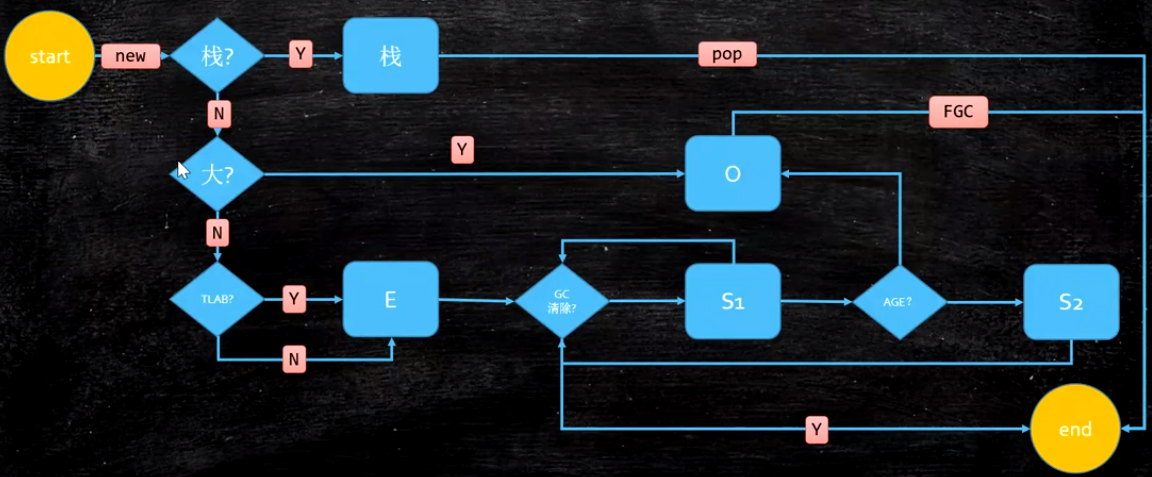 start
new
栈?
Y
栈
pop
N
FGC
大?
Y
O
N
TLAB?
Y
E
GC
清除?
S1
AGE?
S2
N
Y
end